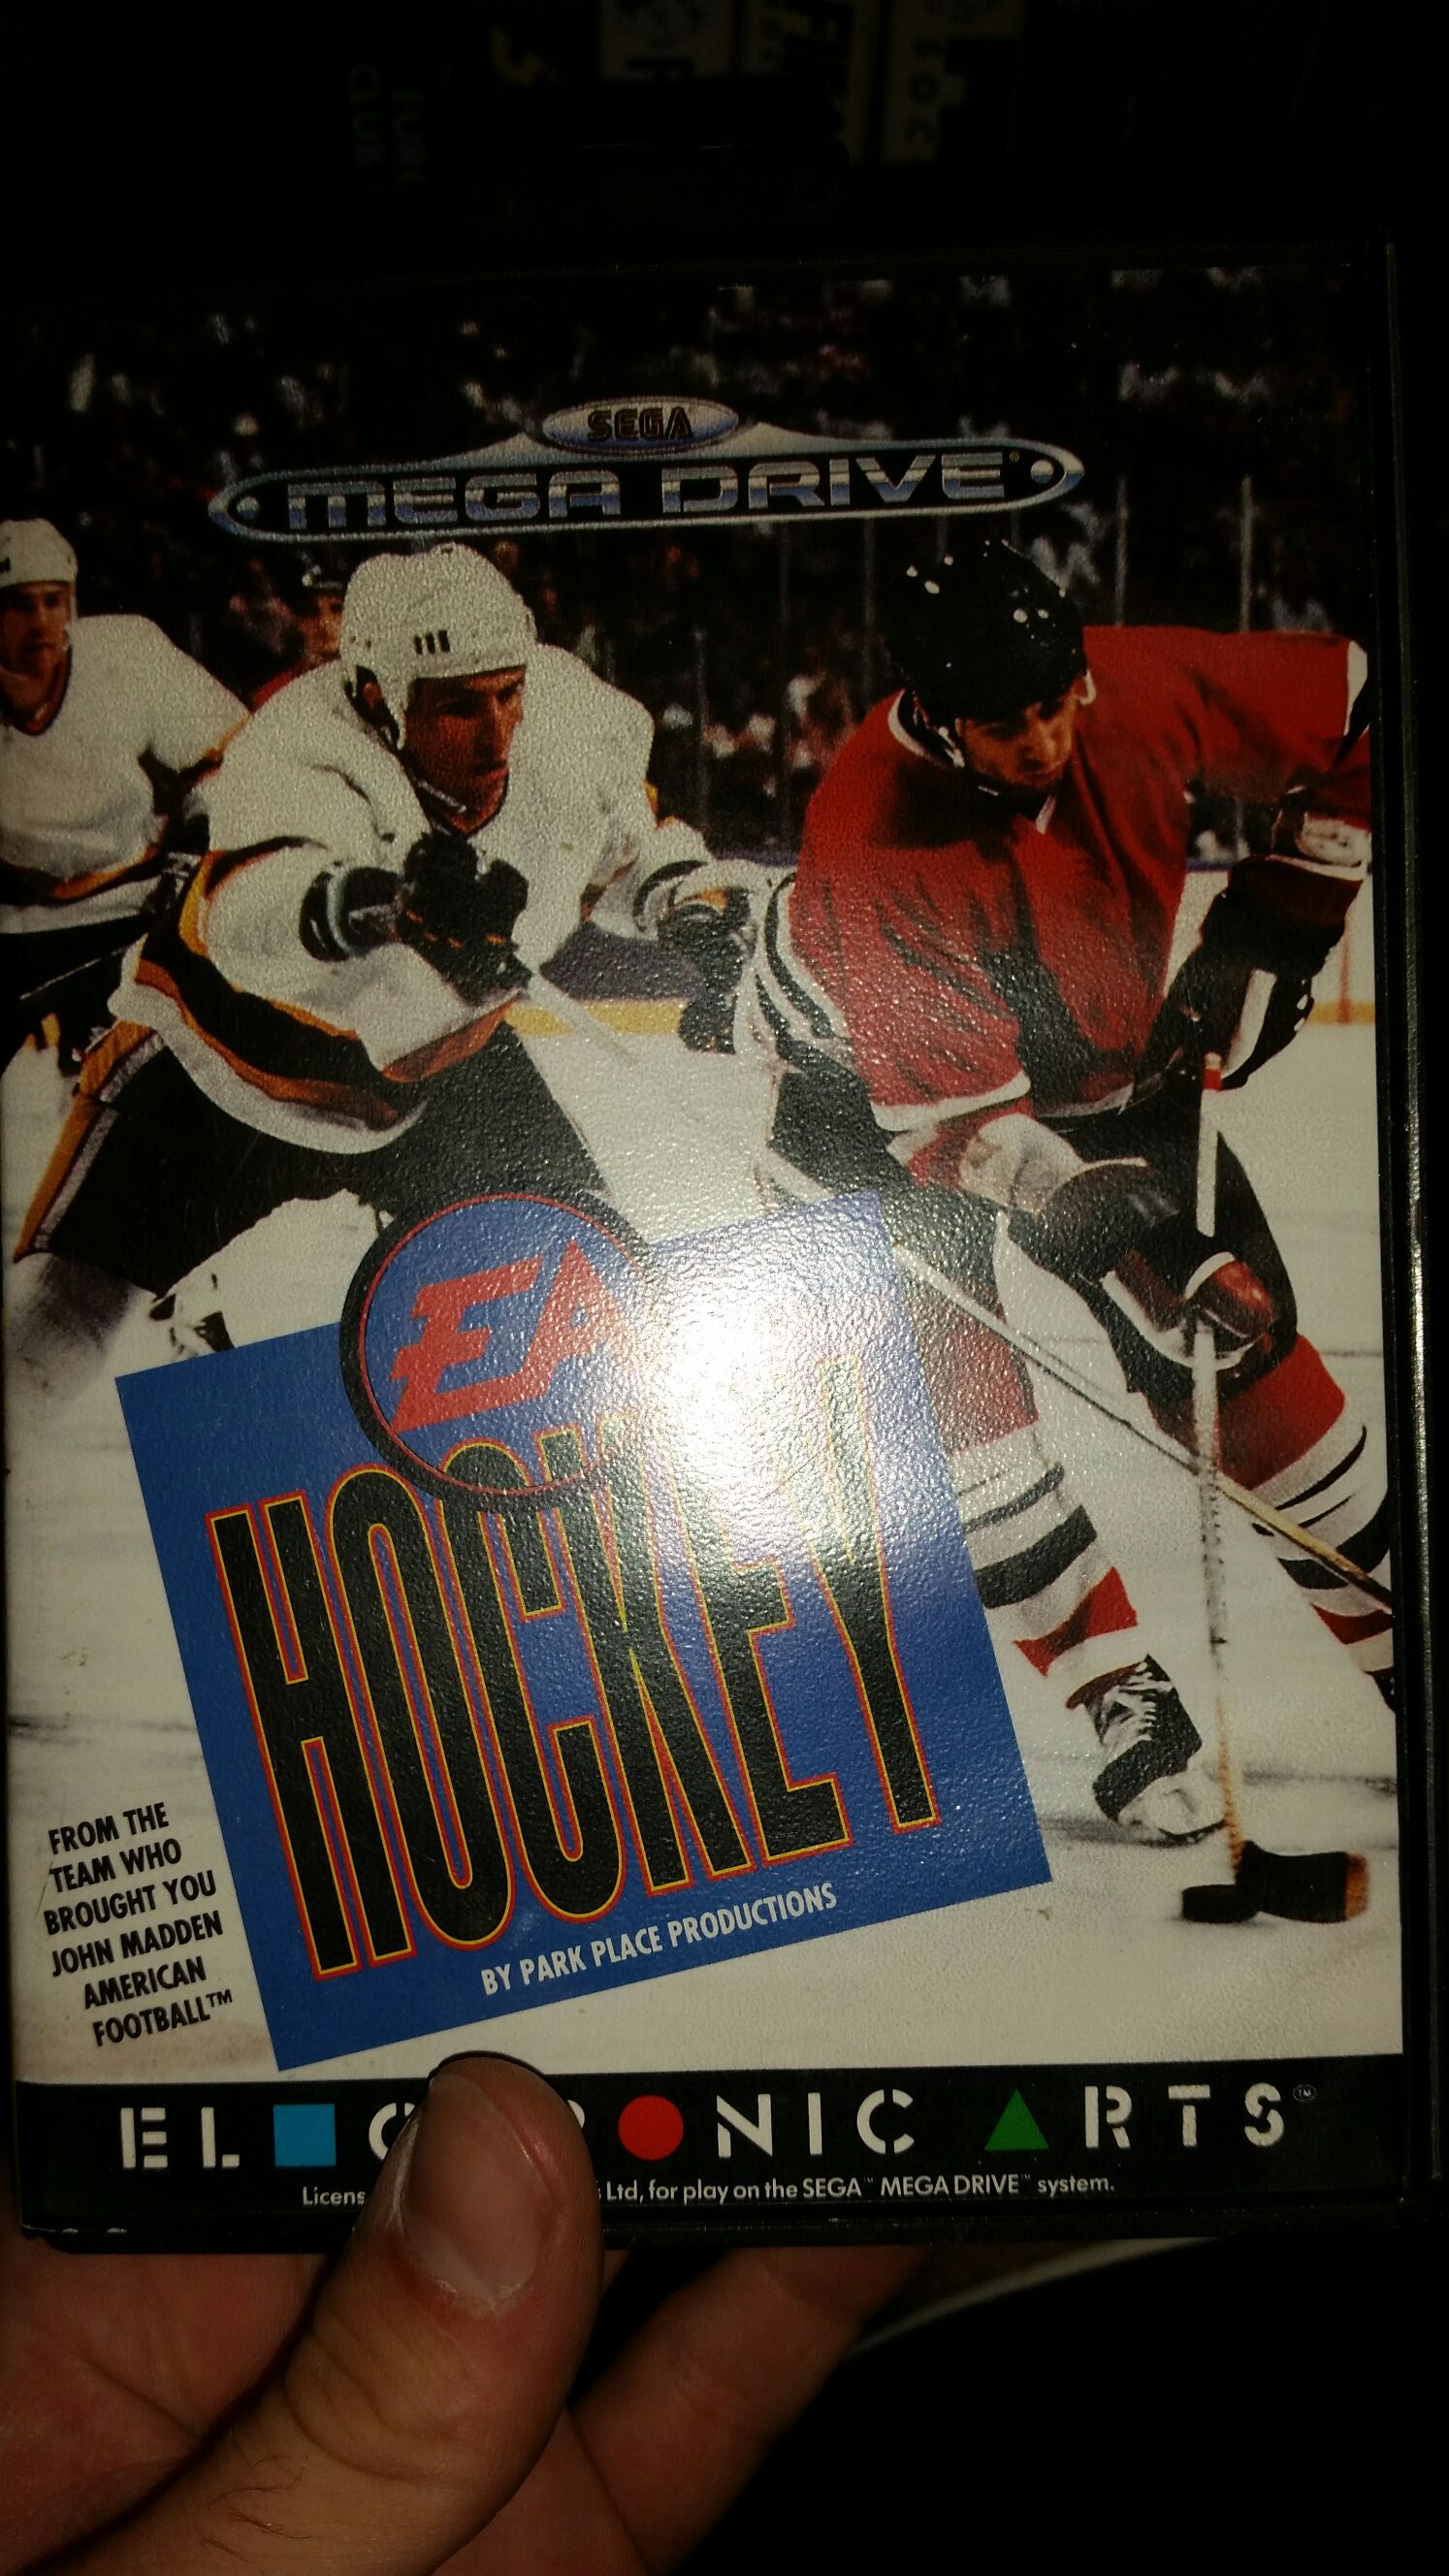 SEGA
MEGA DRIVE
EA
HOCKEY
BY PARK PLACE PRODUCTIONS
FROM THE
TEAM WHO
BROUGHT YOU
JOHN MADDEN
AMERICAN
FOOTBALL™
EL NIC ARTS™
Ltd, for play on the SEGA™ MEGA DRIVE™ system.